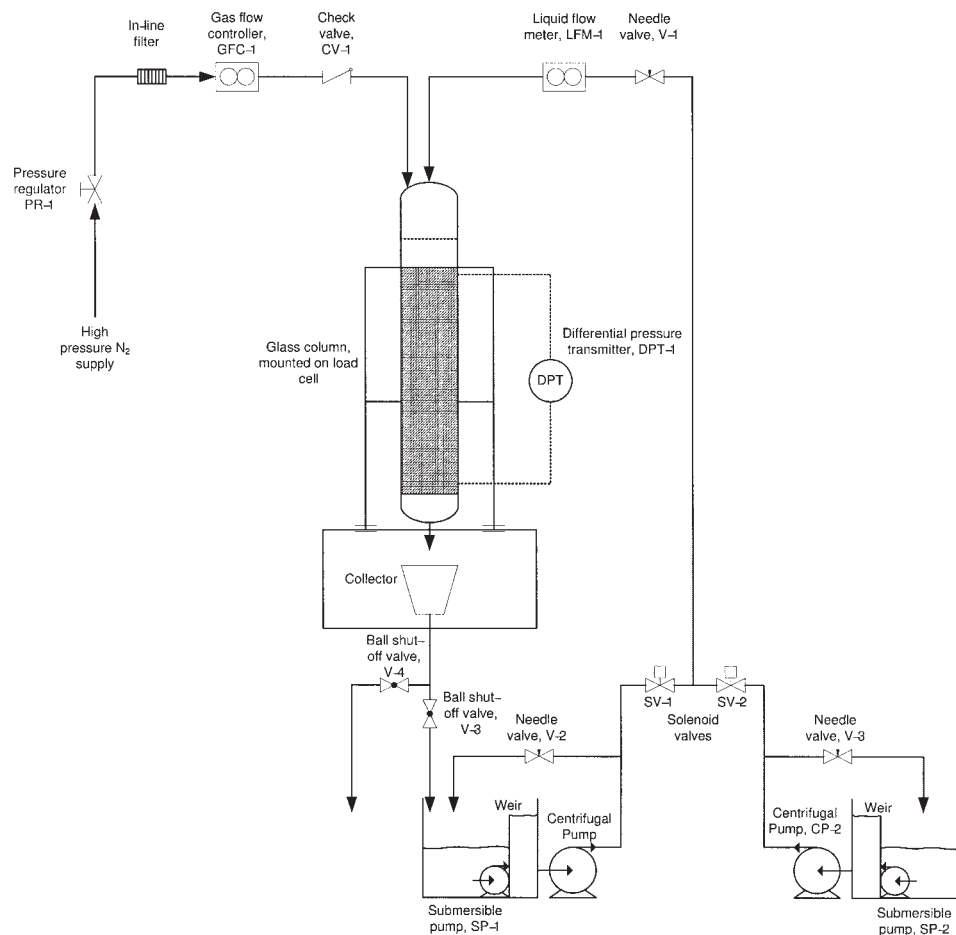 In-line
filter
Gas flow
controller,
GFC-1
Check
valve,
CV-1
Liquid flow
meter, LFM-1
Needle
valve, V-1
Pressure
regulator
PR-1
High
pressure N₂
supply
Glass column,
mounted on load
cell
Differential pressure
transmitter, DPT-1
DPT
Collector
Ball shut-
off valve,
V-4
Ball shut-
off valve,
V-3
SV-1
SV-2
Solenoid
valves
Needle
valve, V-2
Needle
valve, V-3
Weir
Centrifugal
Pump
Centrifugal
Pump, CP-2
Weir
Submersible
pump, SP-1
Submersible
pump, SP-2